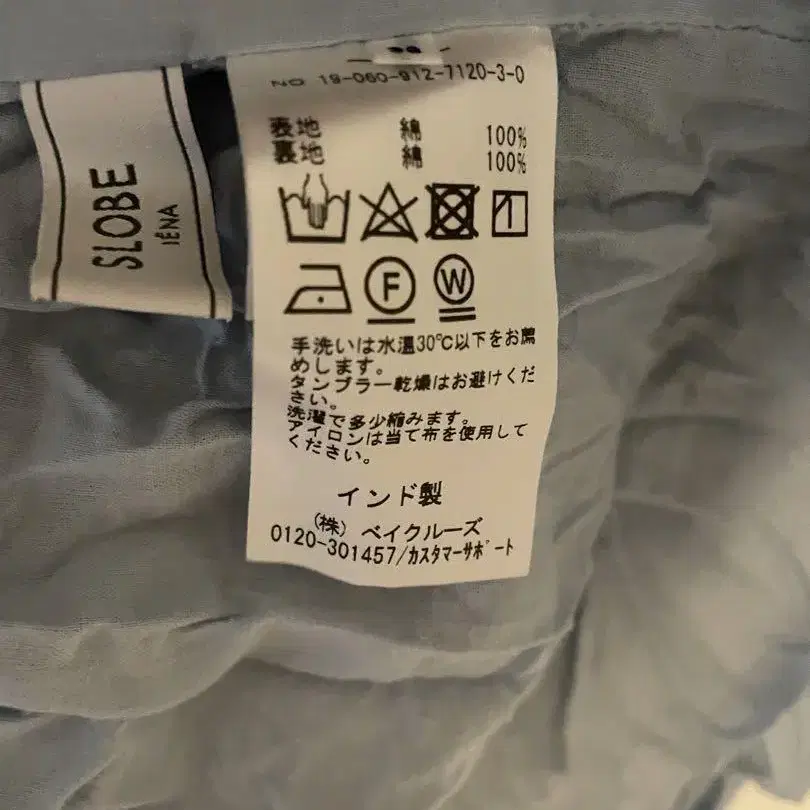 SLOBE
IÉNA
NO 19-060-912-7120-3-0
表地 綿 100%
裏地 綿 100%
F W
手洗いは水温30℃以下をお薦
めします。
タンブラー乾燥はお避けくだ
さい。
洗濯で多少縮みます。
アイロンは当て布を使用して
ください。
インド製
(株) ベイクルーズ
0120-301457/カスタマーサポート